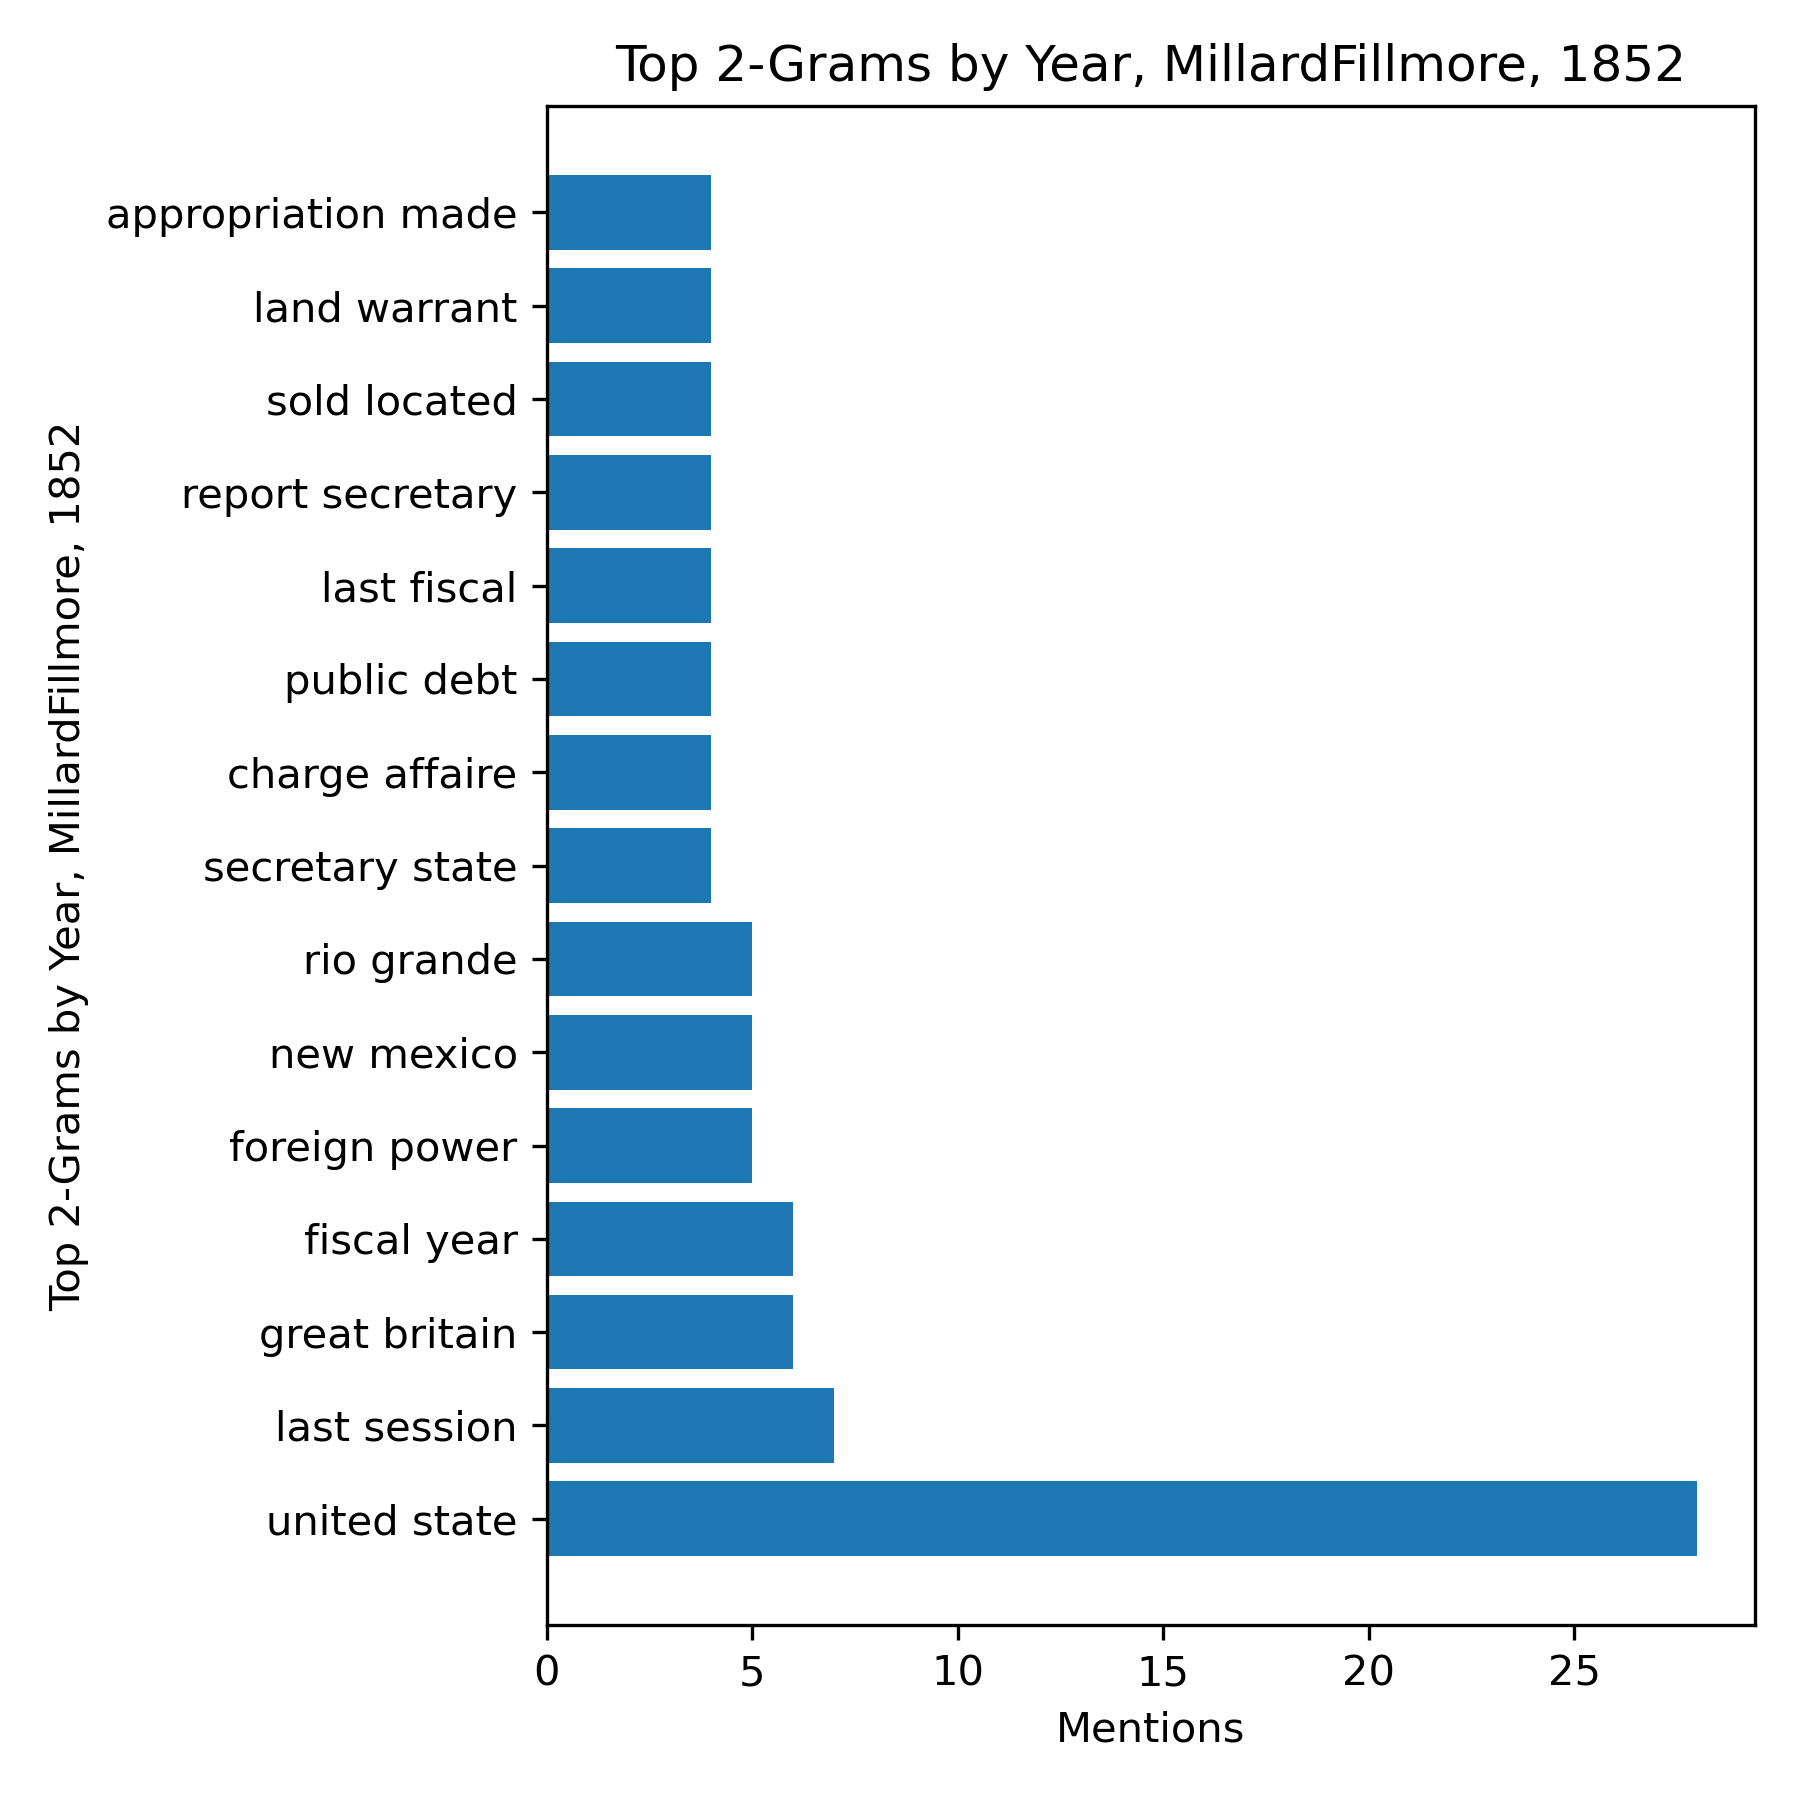 Top 2-Grams by Year, MillardFillmore, 1852
Top 2-Grams by Year, MillardFillmore, 1852
appropriation made
land warrant
sold located
report secretary
last fiscal
public debt
charge affaire
secretary state
rio grande
new mexico
foreign power
fiscal year
great britain
last session
united state
0 5 10 15 20 25
Mentions